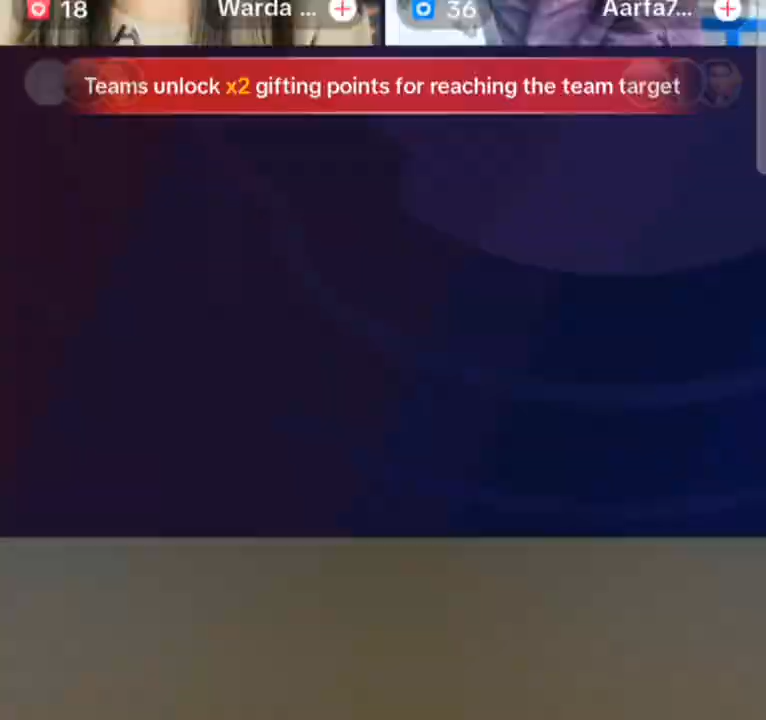 18 Warda ... 36 Aarfa7...
Teams unlock x2 gifting points for reaching the team target